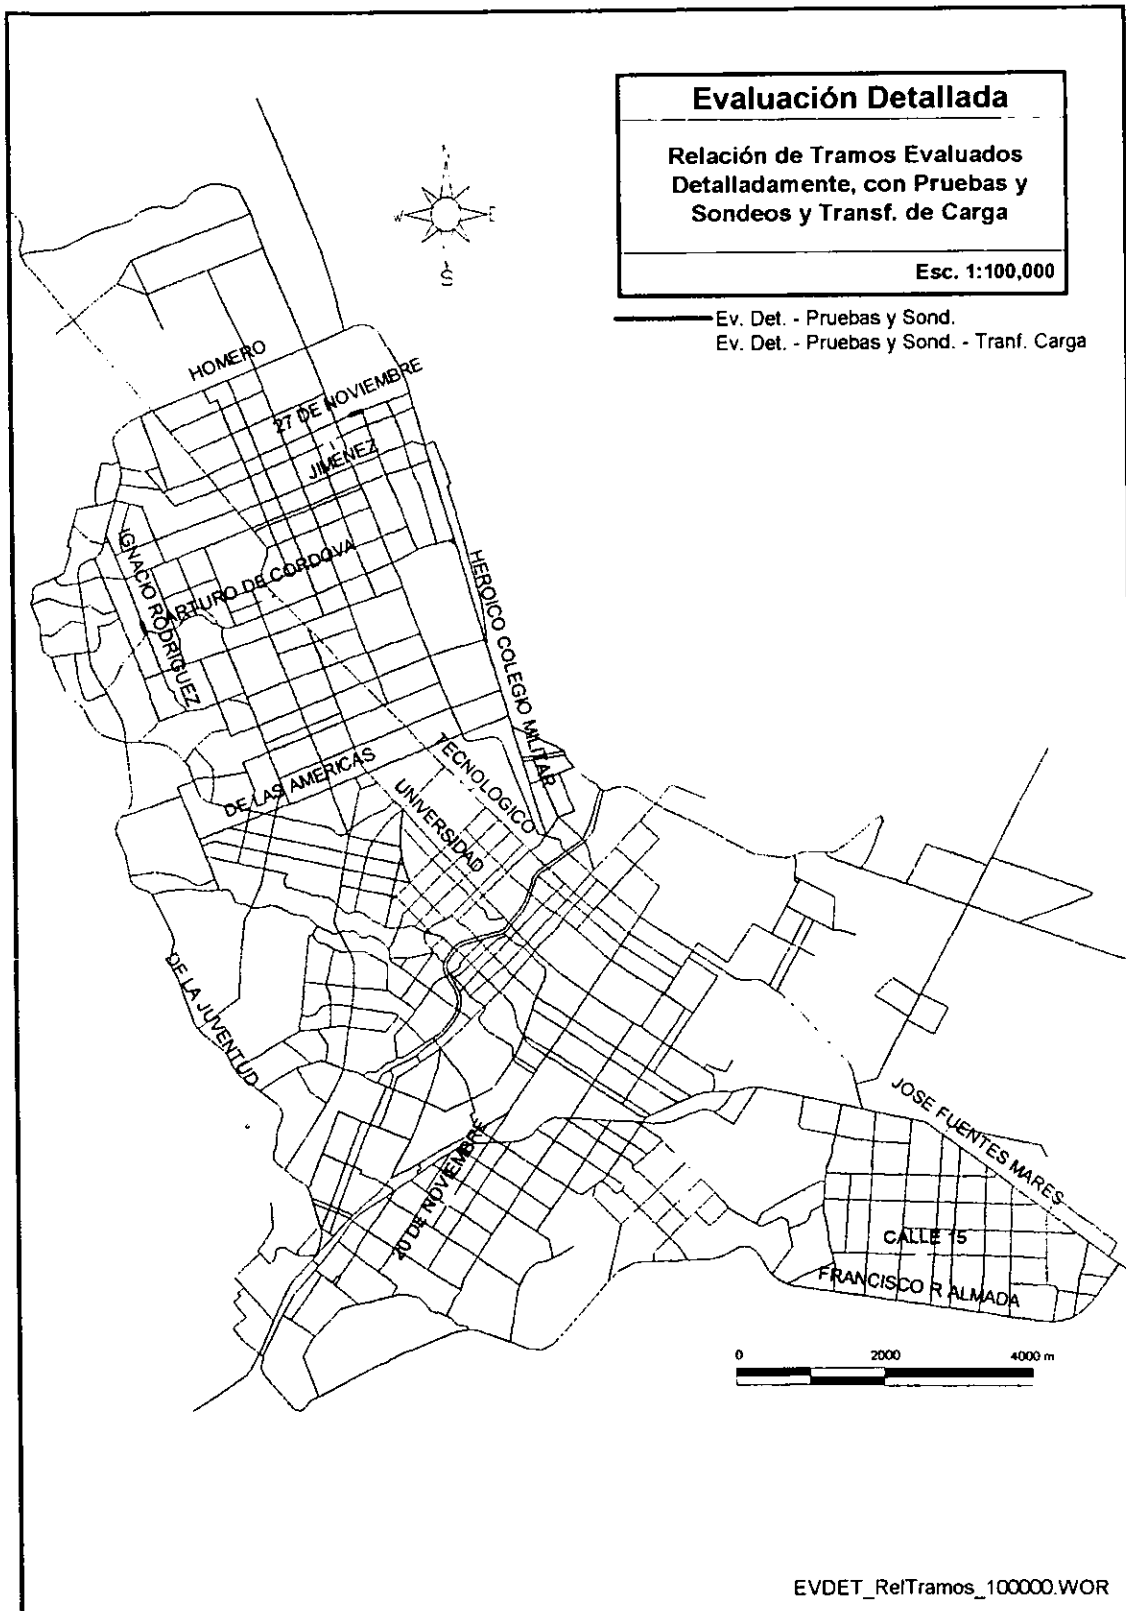 Evaluación Detallada
Relación de Tramos Evaluados
Detalladamente, con Pruebas y
Sondeos y Transf. de Carga
Esc. 1:100,000
Ev. Det. - Pruebas y Sond.
Ev. Det. - Pruebas y Sond. - Tranf. Carga
W
E
S
HOMERO
27 DE NOVIEMBRE
JIMENEZ
IGNACIO RODRIGUEZ
ARTURO DE CORDOVA
HEROICO COLEGIO MILITAR
TECNOLOGICO
DE LAS AMERICAS
UNIVERSIDAD
DE LA JUVENTUD
20 DE NOVIEMBRE
JOSE FUENTES MARES
CALLE 15
FRANCISCO R ALMADA
0 2000 4000 m
EVDET_RelTramos_100000.WOR